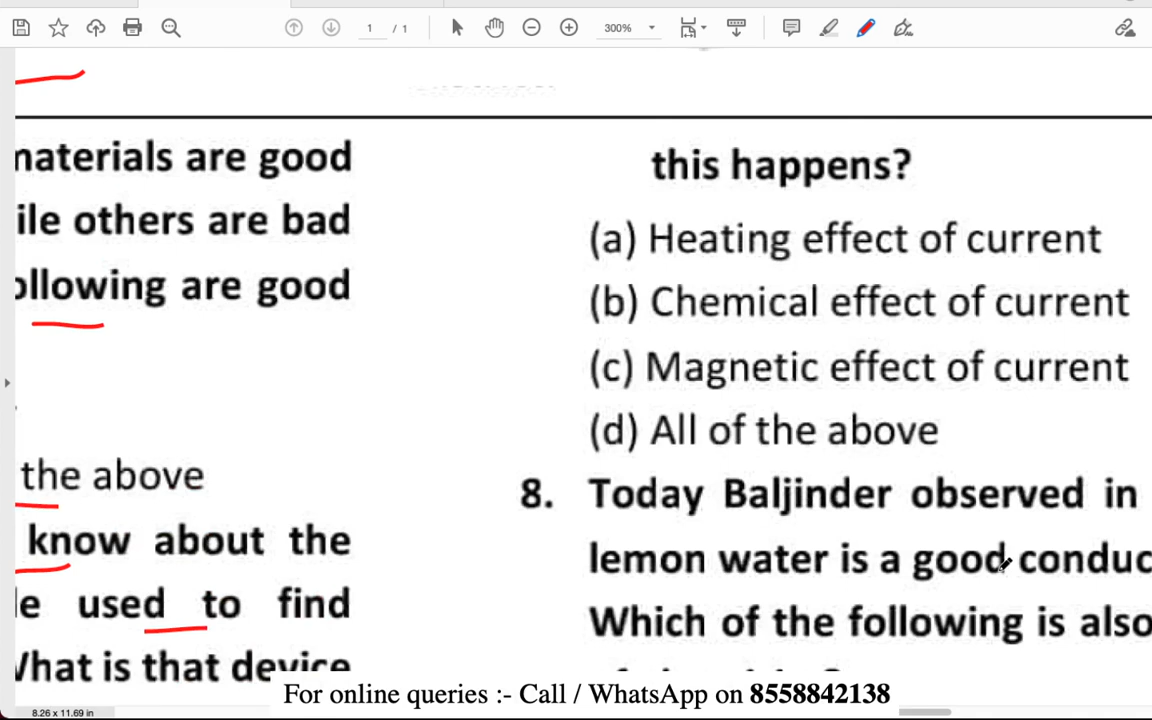 1 / 1
300%
materials are good
ile others are bad
ollowing are good
the above
know about the
e used to find
What is that device
this happens?
(a) Heating effect of current
(b) Chemical effect of current
(c) Magnetic effect of current
(d) All of the above
8. Today Baljinder observed in
lemon water is a good conduc
Which of the following is also
For online queries :- Call / WhatsApp on 8558842138
8.26 x 11.69 in